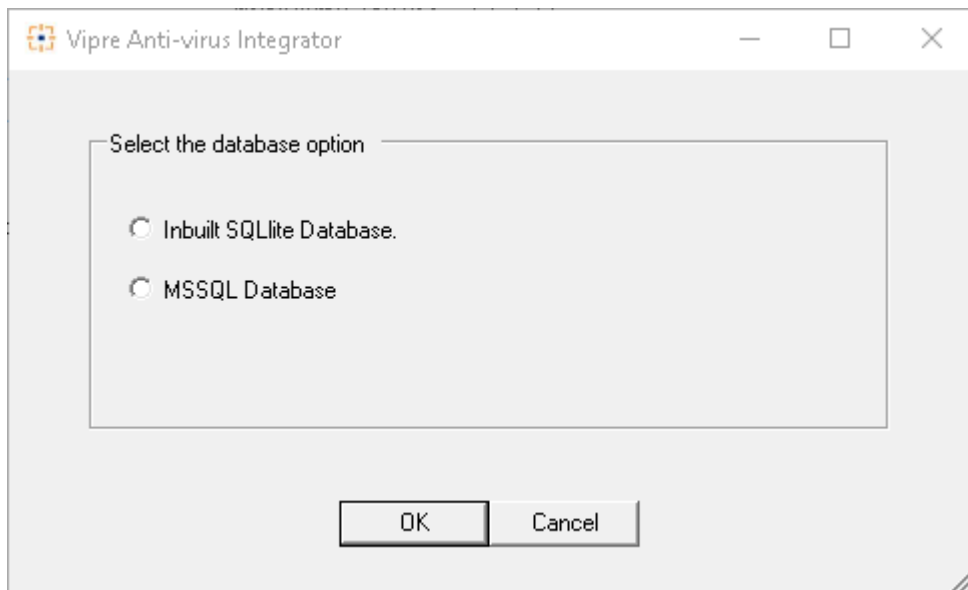 Vipre Anti-virus Integrator
Select the database option
Inbuilt SQLlite Database.
MSSQL Database
OK
Cancel